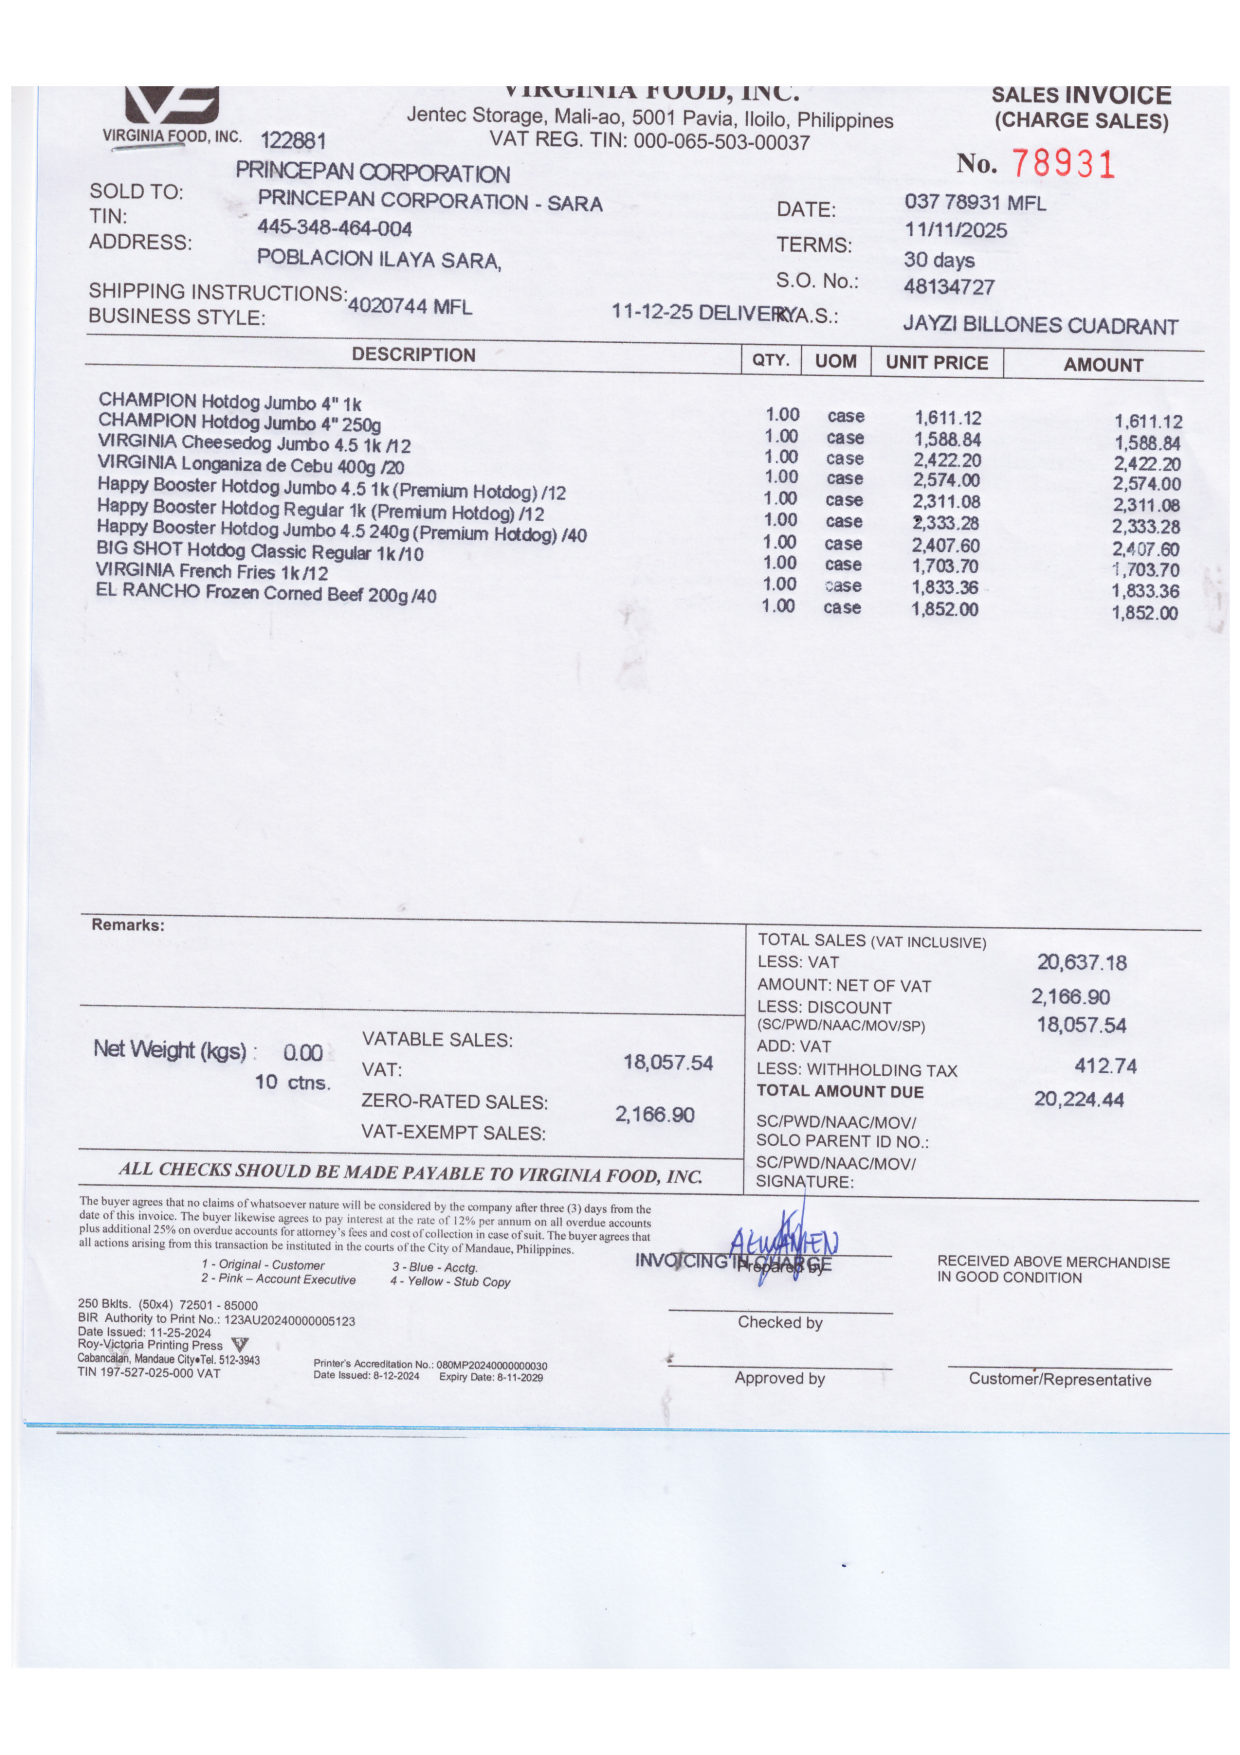 VIRGINIA FOOD, INC.
Jentec Storage, Mali-ao, 5001 Pavia, Iloilo, Philippines
VAT REG. TIN: 000-065-503-00037
SALES INVOICE
(CHARGE SALES)
No. 78931
VIRGINIA FOOD, INC. 122881
PRINCEPAN CORPORATION
SOLD TO: PRINCEPAN CORPORATION - SARA
TIN: 445-348-464-004
ADDRESS: POBLACION ILAYA SARA,
SHIPPING INSTRUCTIONS: 4020744 MFL 11-12-25 DELIVERY
BUSINESS STYLE:
037 78931 MFL
DATE: 11/11/2025
TERMS: 30 days
S.O. No.: 48134727
A.S.: JAYZI BILLONES CUADRANT
DESCRIPTION QTY. UOM UNIT PRICE AMOUNT
CHAMPION Hotdog Jumbo 4" 1k 1.00 case 1,611.12 1,611.12
CHAMPION Hotdog Jumbo 4" 250g 1.00 case 1,588.84 1,588.84
VIRGINIA Cheesedog Jumbo 4.5 1k /12 1.00 case 2,422.20 2,422.20
VIRGINIA Longaniza de Cebu 400g /20 1.00 case 2,574.00 2,574.00
Happy Booster Hotdog Jumbo 4.5 1k (Premium Hotdog) /12 1.00 case 2,311.08 2,311.08
Happy Booster Hotdog Regular 1k (Premium Hotdog) /12 1.00 case 2,333.28 2,333.28
Happy Booster Hotdog Jumbo 4.5 240g (Premium Hotdog) /40 1.00 case 2,407.60 2,407.60
BIG SHOT Hotdog Classic Regular 1k /10 1.00 case 1,703.70 1,703.70
VIRGINIA French Fries 1k /12 1.00 case 1,833.36 1,833.36
EL RANCHO Frozen Corned Beef 200g /40 1.00 case 1,852.00 1,852.00
Remarks:
Net Weight (kgs) : 0.00
10 ctns.
VATABLE SALES: 18,057.54
VAT:
ZERO-RATED SALES: 2,166.90
VAT-EXEMPT SALES:
TOTAL SALES (VAT INCLUSIVE) 20,637.18
LESS: VAT
AMOUNT: NET OF VAT 2,166.90
LESS: DISCOUNT
(SC/PWD/NAAC/MOV/SP) 18,057.54
ADD: VAT
LESS: WITHHOLDING TAX 412.74
TOTAL AMOUNT DUE 20,224.44
SC/PWD/NAAC/MOV/
SOLO PARENT ID NO.:
SC/PWD/NAAC/MOV/
SIGNATURE:
ALL CHECKS SHOULD BE MADE PAYABLE TO VIRGINIA FOOD, INC.
The buyer agrees that no claims of whatsoever nature will be considered by the company after three (3) days from the
date of this invoice. The buyer likewise agrees to pay interest at the rate of 12% per annum on all overdue accounts
plus additional 25% on overdue accounts for attorney's fees and cost of collection in case of suit. The buyer agrees that
all actions arising from this transaction be instituted in the courts of the City of Mandaue, Philippines.
1 - Original - Customer 3 - Blue - Acctg.
2 - Pink – Account Executive 4 - Yellow - Stub Copy
INVOICING IN CHARGE
Prepared by
RECEIVED ABOVE MERCHANDISE
IN GOOD CONDITION
Checked by
Approved by
Customer/Representative
250 Bklts. (50x4) 72501 - 85000
BIR Authority to Print No.: 123AU20240000005123
Date Issued: 11-25-2024
Roy-Victoria Printing Press
Cabancalan, Mandaue City•Tel. 512-3943
TIN 197-527-025-000 VAT
Printer's Accreditation No.: 080MP20240000000030
Date Issued: 8-12-2024 Expiry Date: 8-11-2029